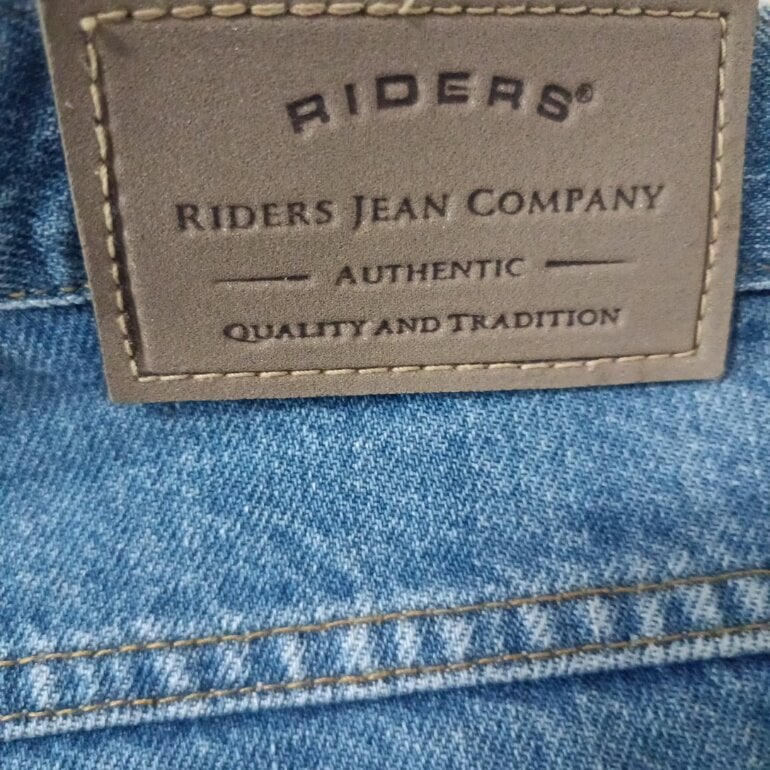 RIDERS®
RIDERS JEAN COMPANY
AUTHENTIC
QUALITY AND TRADITION